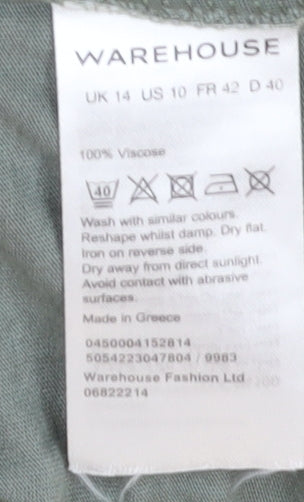 WAREHOUSE
UK 14 US 10 FR 42 D 40
100% Viscose
40
Wash with similar colours.
Reshape whilst damp. Dry flat.
Iron on reverse side.
Dry away from direct sunlight.
Avoid contact with abrasive
surfaces.
Made in Greece
0450004152814
5054223047804 / 9983
Warehouse Fashion Ltd
06822214